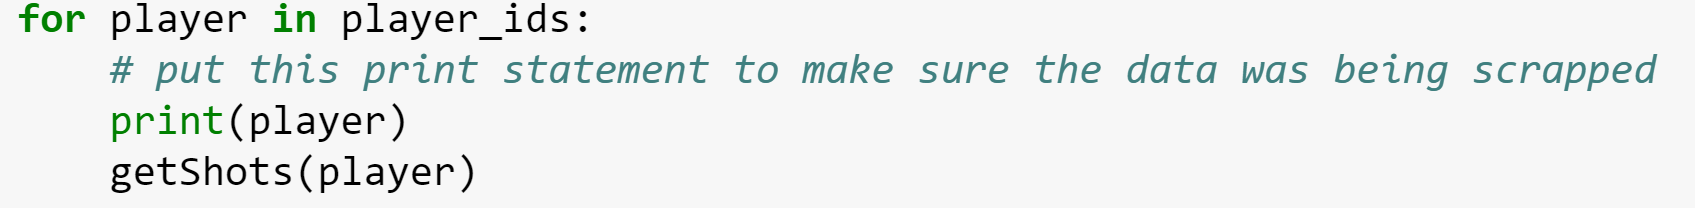 for player in player_ids:
    # put this print statement to make sure the data was being scrapped
    print(player)
    getShots(player)